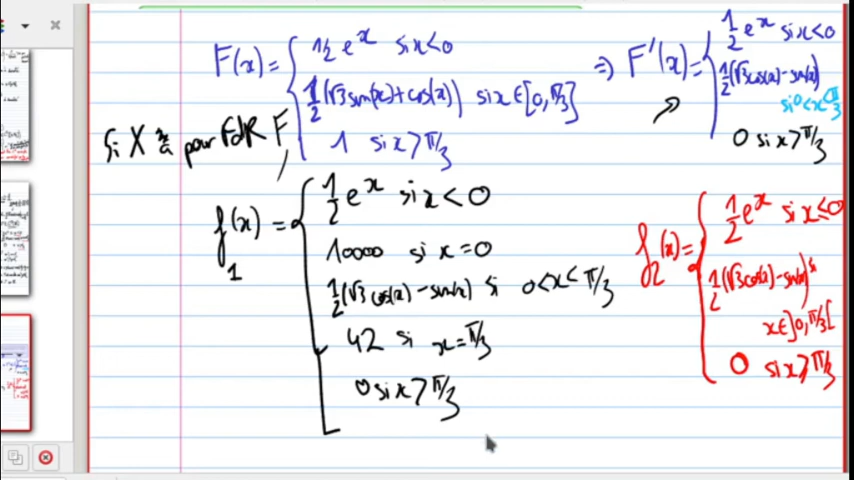 F(x) = { 1/2 e^x si x<0
1/2 (√3 sin(x) + cos(x)) si x ∈ [0, π/3]
1 si x > π/3
⇒ F'(x) = { 1/2 e^x si x<0
1/2 (√3 cos(x) - sin(x))
si 0<x<π/3
0 si x > π/3
Si X a pour FdR F
f_1(x) = { 1/2 e^x si x < 0
10000 si x = 0
1/2 (√3 cos(x) - sin(x)) si 0<x<π/3
42 si x = π/3
0 si x > π/3
f_2(x) = { 1/2 e^x si x ≤ 0
1/2 (√3 cos(x) - sin(x)) si
x ∈ ]0, π/3[
0 si x ⩾ π/3